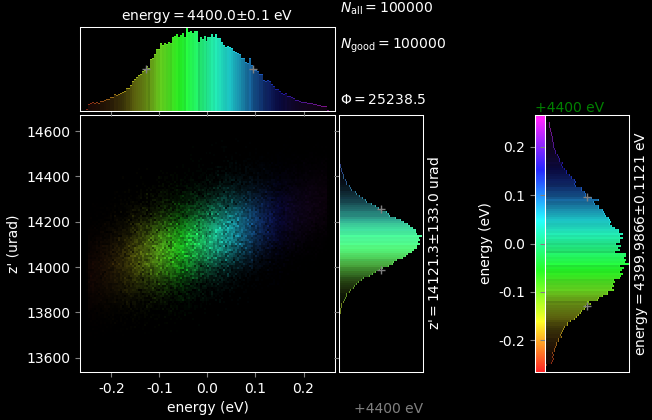 energy = 4400.0±0.1 eV
N_all = 100000
N_good = 100000
Φ = 25238.5
14600
14400
14200
14000
13800
13600
z' (urad)
-0.2
-0.1
0.0
0.1
0.2
energy (eV)
+4400 eV
z' = 14121.3±133.0 urad
+4400 eV
0.2
0.1
0.0
-0.1
-0.2
energy (eV)
energy = 4399.9866±0.1121 eV